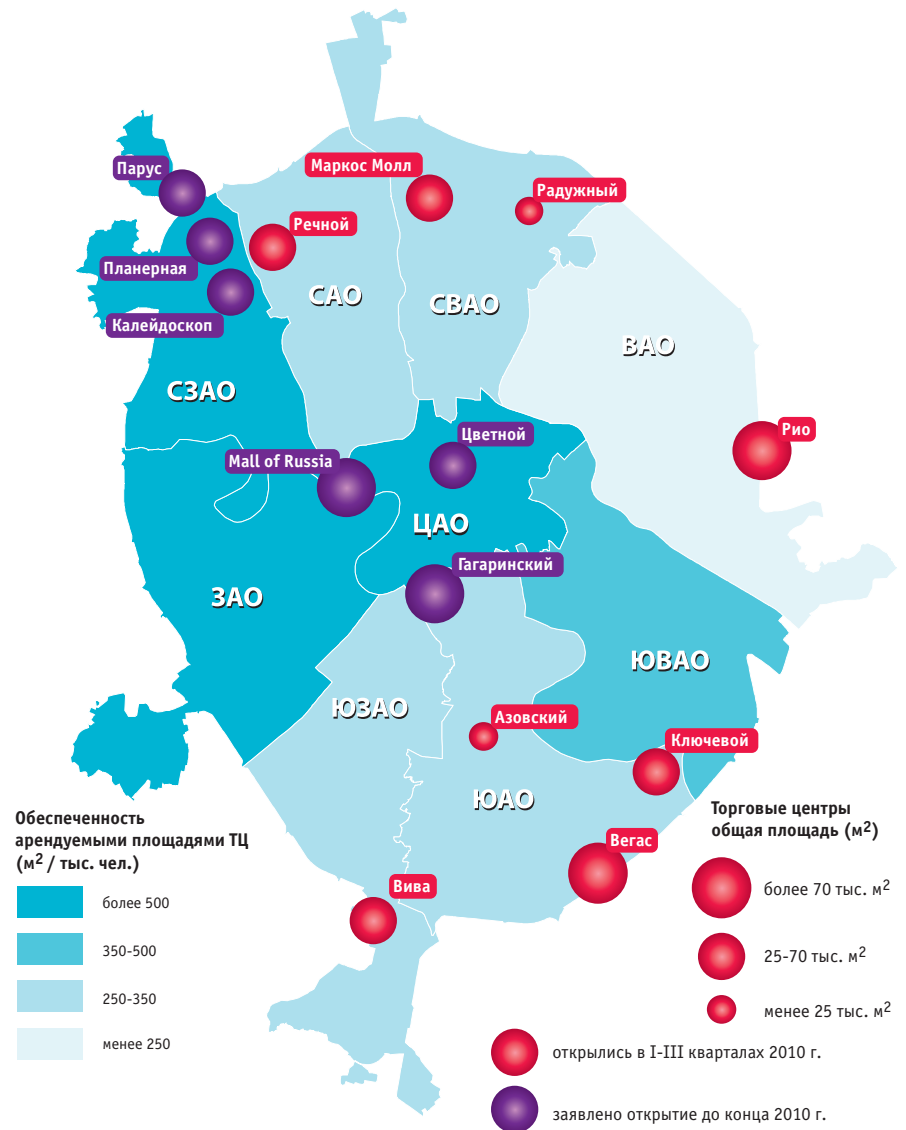 Парус
Маркос Молл
Радужный
Речной
Планерная
САО
СВАО
Калейдоскоп
ВАО
СЗАО
Рио
Цветной
Mall of Russia
ЦАО
Гагаринский
ЗАО
ЮВАО
ЮЗАО
Азовский
Ключевой
ЮАО
Вегас
Вива
Обеспеченность
арендуемыми площадями ТЦ
(м² / тыс. чел.)
более 500
350-500
250-350
менее 250
Торговые центры
общая площадь (м²)
более 70 тыс. м²
25-70 тыс. м²
менее 25 тыс. м²
открылись в I-III кварталах 2010 г.
заявлено открытие до конца 2010 г.